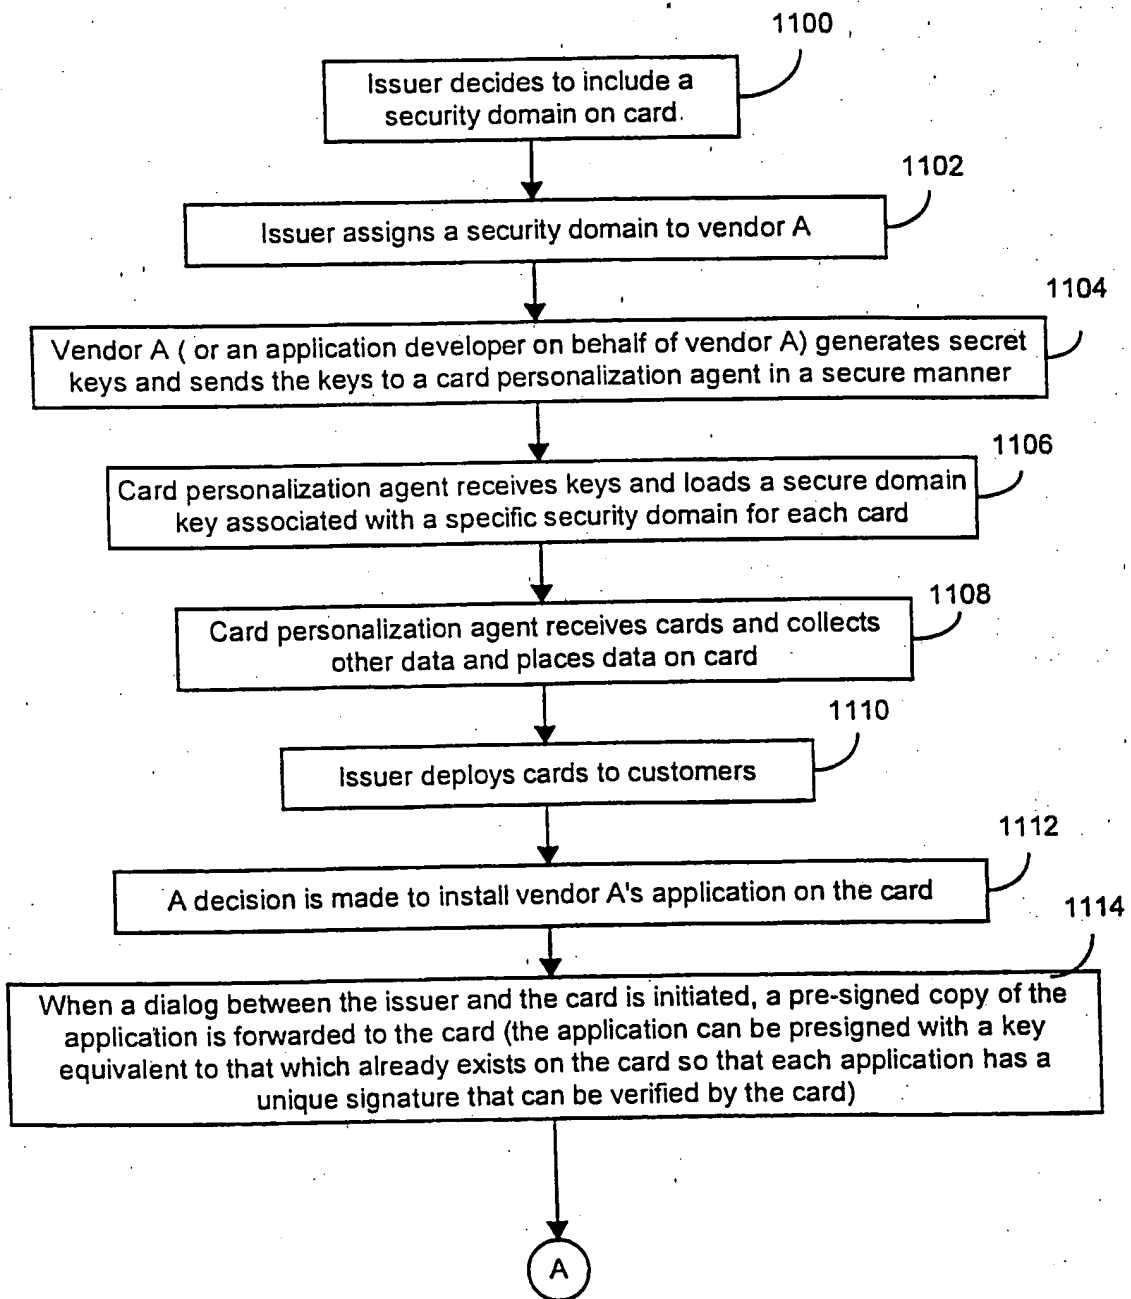 1100
Issuer decides to include a
security domain on card.
1102
Issuer assigns a security domain to vendor A
1104
Vendor A ( or an application developer on behalf of vendor A) generates secret
keys and sends the keys to a card personalization agent in a secure manner
1106
Card personalization agent receives keys and loads a secure domain
key associated with a specific security domain for each card
1108
Card personalization agent receives cards and collects
other data and places data on card
1110
Issuer deploys cards to customers
1112
A decision is made to install vendor A's application on the card
1114
When a dialog between the issuer and the card is initiated, a pre-signed copy of the
application is forwarded to the card (the application can be presigned with a key
equivalent to that which already exists on the card so that each application has a
unique signature that can be verified by the card)
A